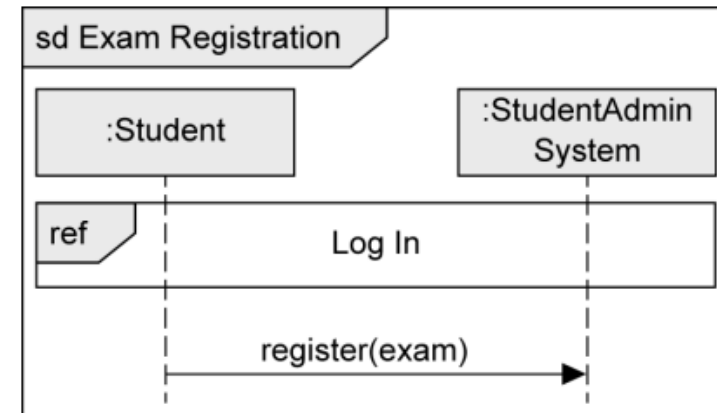 sd Exam Registration
:Student
:StudentAdmin
System
ref
Log In
register(exam)